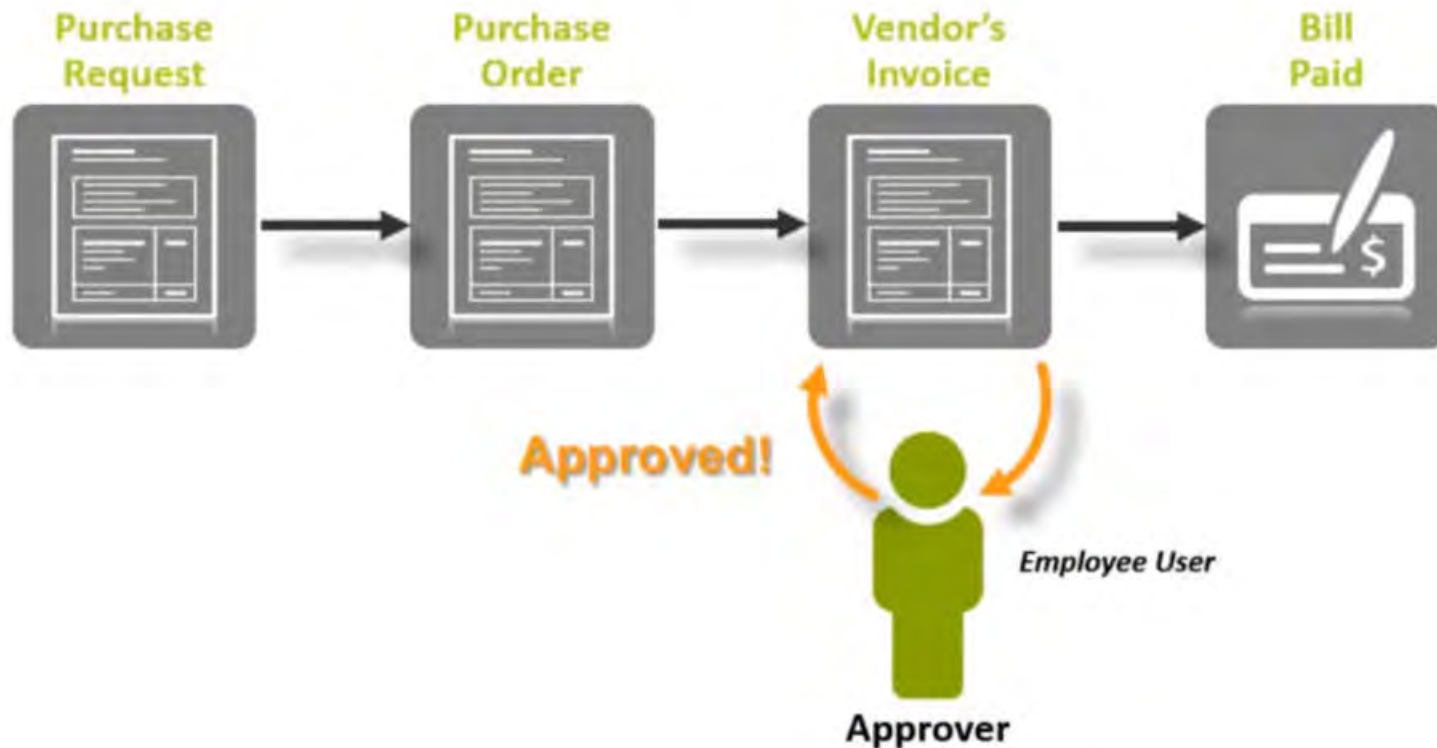 Purchase
Request
Purchase
Order
Vendor's
Invoice
Bill
Paid
$
Approved!
Employee User
Approver